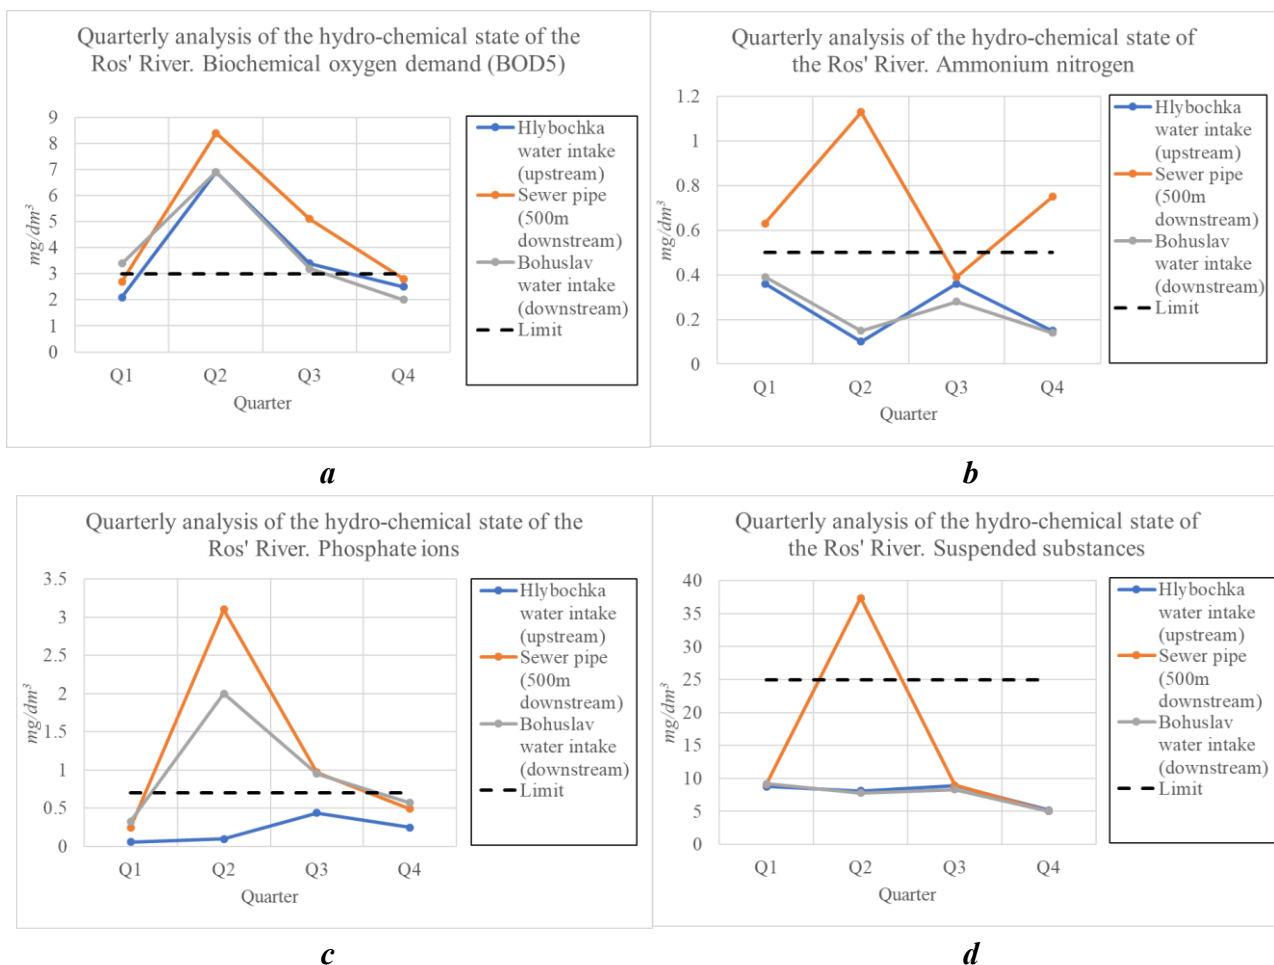 Quarterly analysis of the hydro-chemical state of the
Ros' River. Biochemical oxygen demand (BOD5)
mg/dm³
9
8
7
6
5
4
3
2
1
0
Q1 Q2 Q3 Q4
Quarter
Hlybochka
water intake
(upstream)
Sewer pipe
(500m
downstream)
Bohuslav
water intake
(downstream)
Limit
a
Quarterly analysis of the hydro-chemical state of
the Ros' River. Ammonium nitrogen
mg/dm³
1.2
1
0.8
0.6
0.4
0.2
0
Q1 Q2 Q3 Q4
Quarter
Hlybochka
water intake
(upstream)
Sewer pipe
(500m
downstream)
Bohuslav
water intake
(downstream)
Limit
b
Quarterly analysis of the hydro-chemical state of the
Ros' River. Phosphate ions
mg/dm³
3.5
3
2.5
2
1.5
1
0.5
0
Q1 Q2 Q3 Q4
Quarter
Hlybochka
water intake
(upstream)
Sewer pipe
(500m
downstream)
Bohuslav
water intake
(downstream)
Limit
c
Quarterly analysis of the hydro-chemical state of
the Ros' River. Suspended substances
mg/dm³
40
35
30
25
20
15
10
5
0
Q1 Q2 Q3 Q4
Quarter
Hlybochka
water intake
(upstream)
Sewer pipe
(500m
downstream)
Bohuslav
water intake
(downstream)
Limit
d